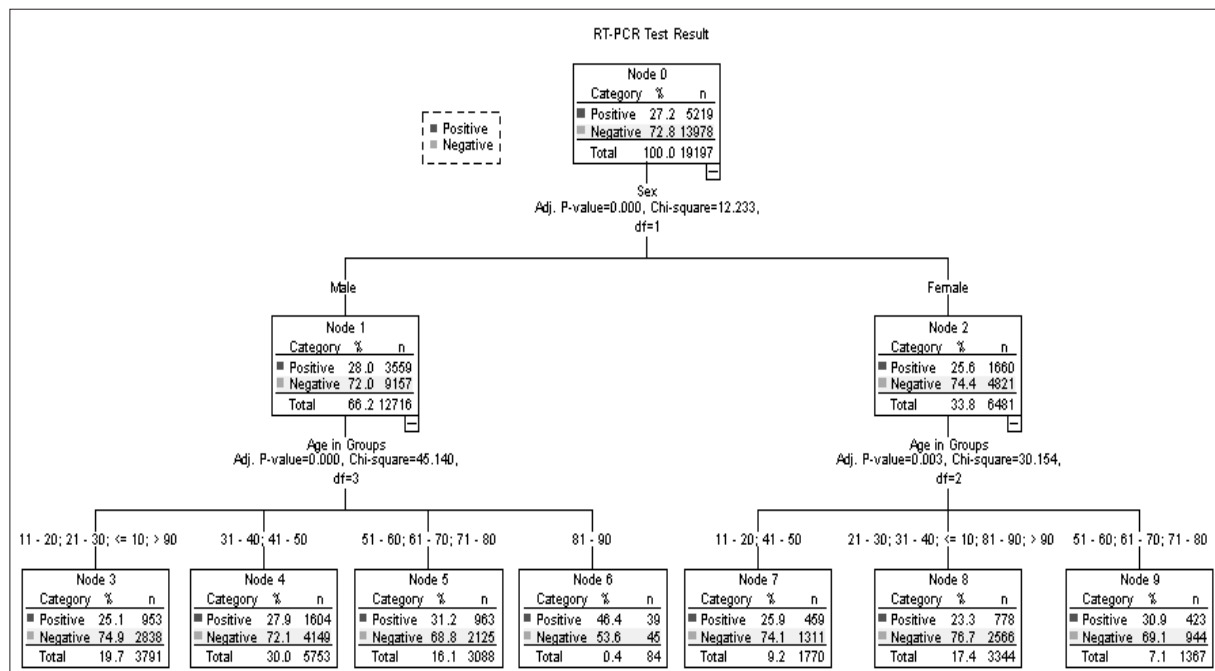 RT-PCR Test Result
Node 0
Category % n
Positive 27.2 5219
Negative 72.8 13978
Total 100.0 19197
Positive
Negative
Sex
Adj. P-value=0.000, Chi-square=12.233,
df=1
Male
Female
Node 1
Category % n
Positive 28.0 3559
Negative 72.0 9157
Total 66.2 12716
Node 2
Category % n
Positive 25.6 1660
Negative 74.4 4821
Total 33.8 6481
Age in Groups
Adj. P-value=0.000, Chi-square=45.140,
df=3
Age in Groups
Adj. P-value=0.003, Chi-square=30.154,
df=2
11 - 20; 21 - 30; <= 10; > 90
31 - 40; 41 - 50
51 - 60; 61 - 70; 71 - 80
81 - 90
11 - 20; 41 - 50
21 - 30; 31 - 40; <= 10; 81 - 90; > 90
51 - 60; 61 - 70; 71 - 80
Node 3
Category % n
Positive 25.1 953
Negative 74.9 2838
Total 19.7 3791
Node 4
Category % n
Positive 27.9 1604
Negative 72.1 4149
Total 30.0 5753
Node 5
Category % n
Positive 31.2 963
Negative 68.8 2125
Total 16.1 3088
Node 6
Category % n
Positive 46.4 39
Negative 53.6 45
Total 0.4 84
Node 7
Category % n
Positive 25.9 459
Negative 74.1 1311
Total 9.2 1770
Node 8
Category % n
Positive 23.3 778
Negative 76.7 2566
Total 17.4 3344
Node 9
Category % n
Positive 30.9 423
Negative 69.1 944
Total 7.1 1367